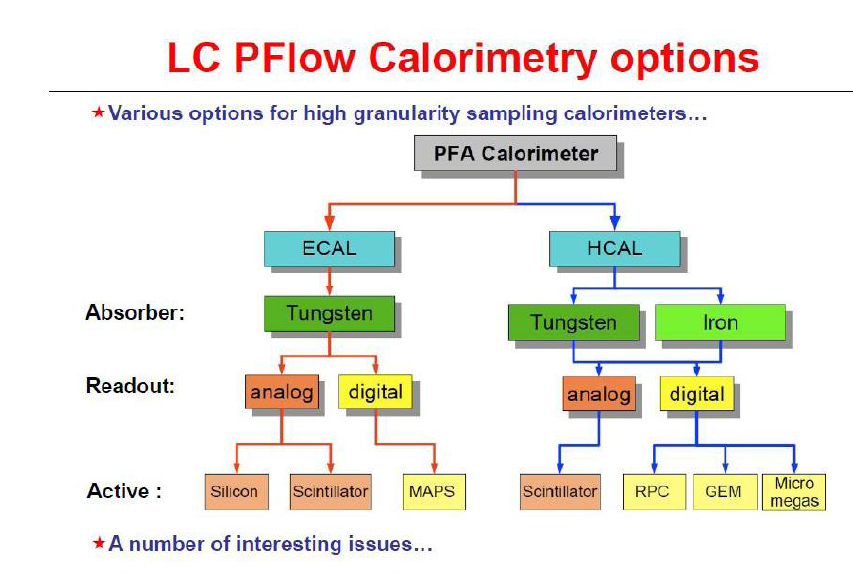 LC PFlow Calorimetry options
★Various options for high granularity sampling calorimeters…
PFA Calorimeter
ECAL HCAL
Absorber: Tungsten Tungsten Iron
Readout: analog digital analog digital
Active : Silicon Scintillator MAPS Scintillator RPC GEM Micro
megas
★A number of interesting issues…